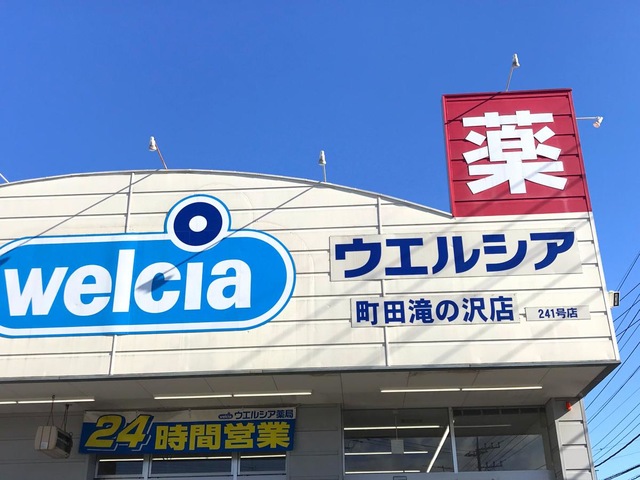 薬
welcia
ウエルシア
町田滝の沢店
241号店
ウエルシア薬局
24時間営業